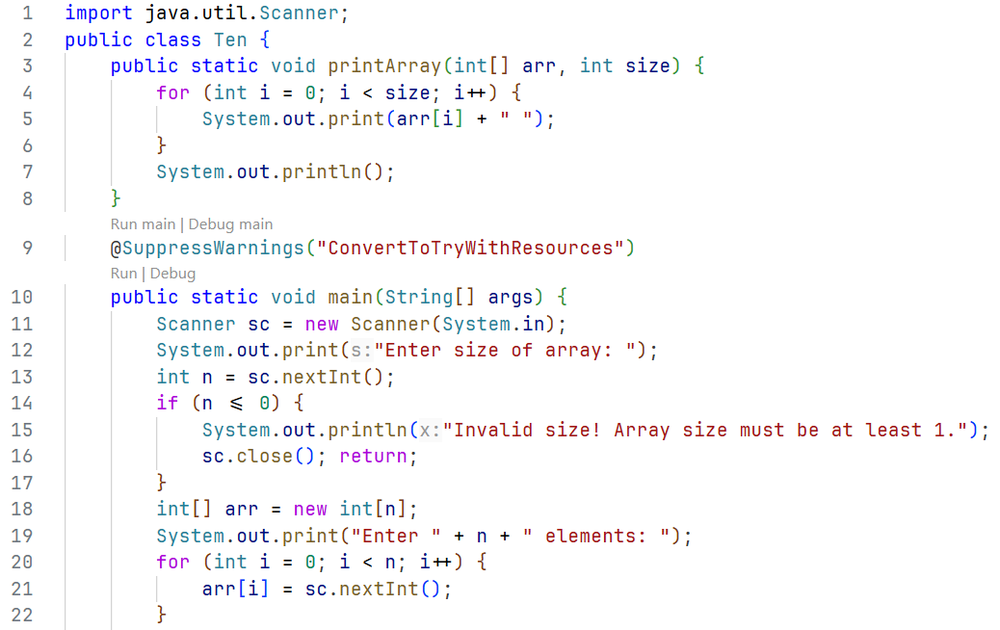 1 import java.util.Scanner;
2 public class Ten {
3 public static void printArray(int[] arr, int size) {
4 for (int i = 0; i < size; i++) {
5 System.out.print(arr[i] + " ");
6 }
7 System.out.println();
8 }
Run main | Debug main
9 @SuppressWarnings("ConvertToTryWithResources")
Run | Debug
10 public static void main(String[] args) {
11 Scanner sc = new Scanner(System.in);
12 System.out.print(s:"Enter size of array: ");
13 int n = sc.nextInt();
14 if (n <= 0) {
15 System.out.println(x:"Invalid size! Array size must be at least 1.");
16 sc.close(); return;
17 }
18 int[] arr = new int[n];
19 System.out.print("Enter " + n + " elements: ");
20 for (int i = 0; i < n; i++) {
21 arr[i] = sc.nextInt();
22 }